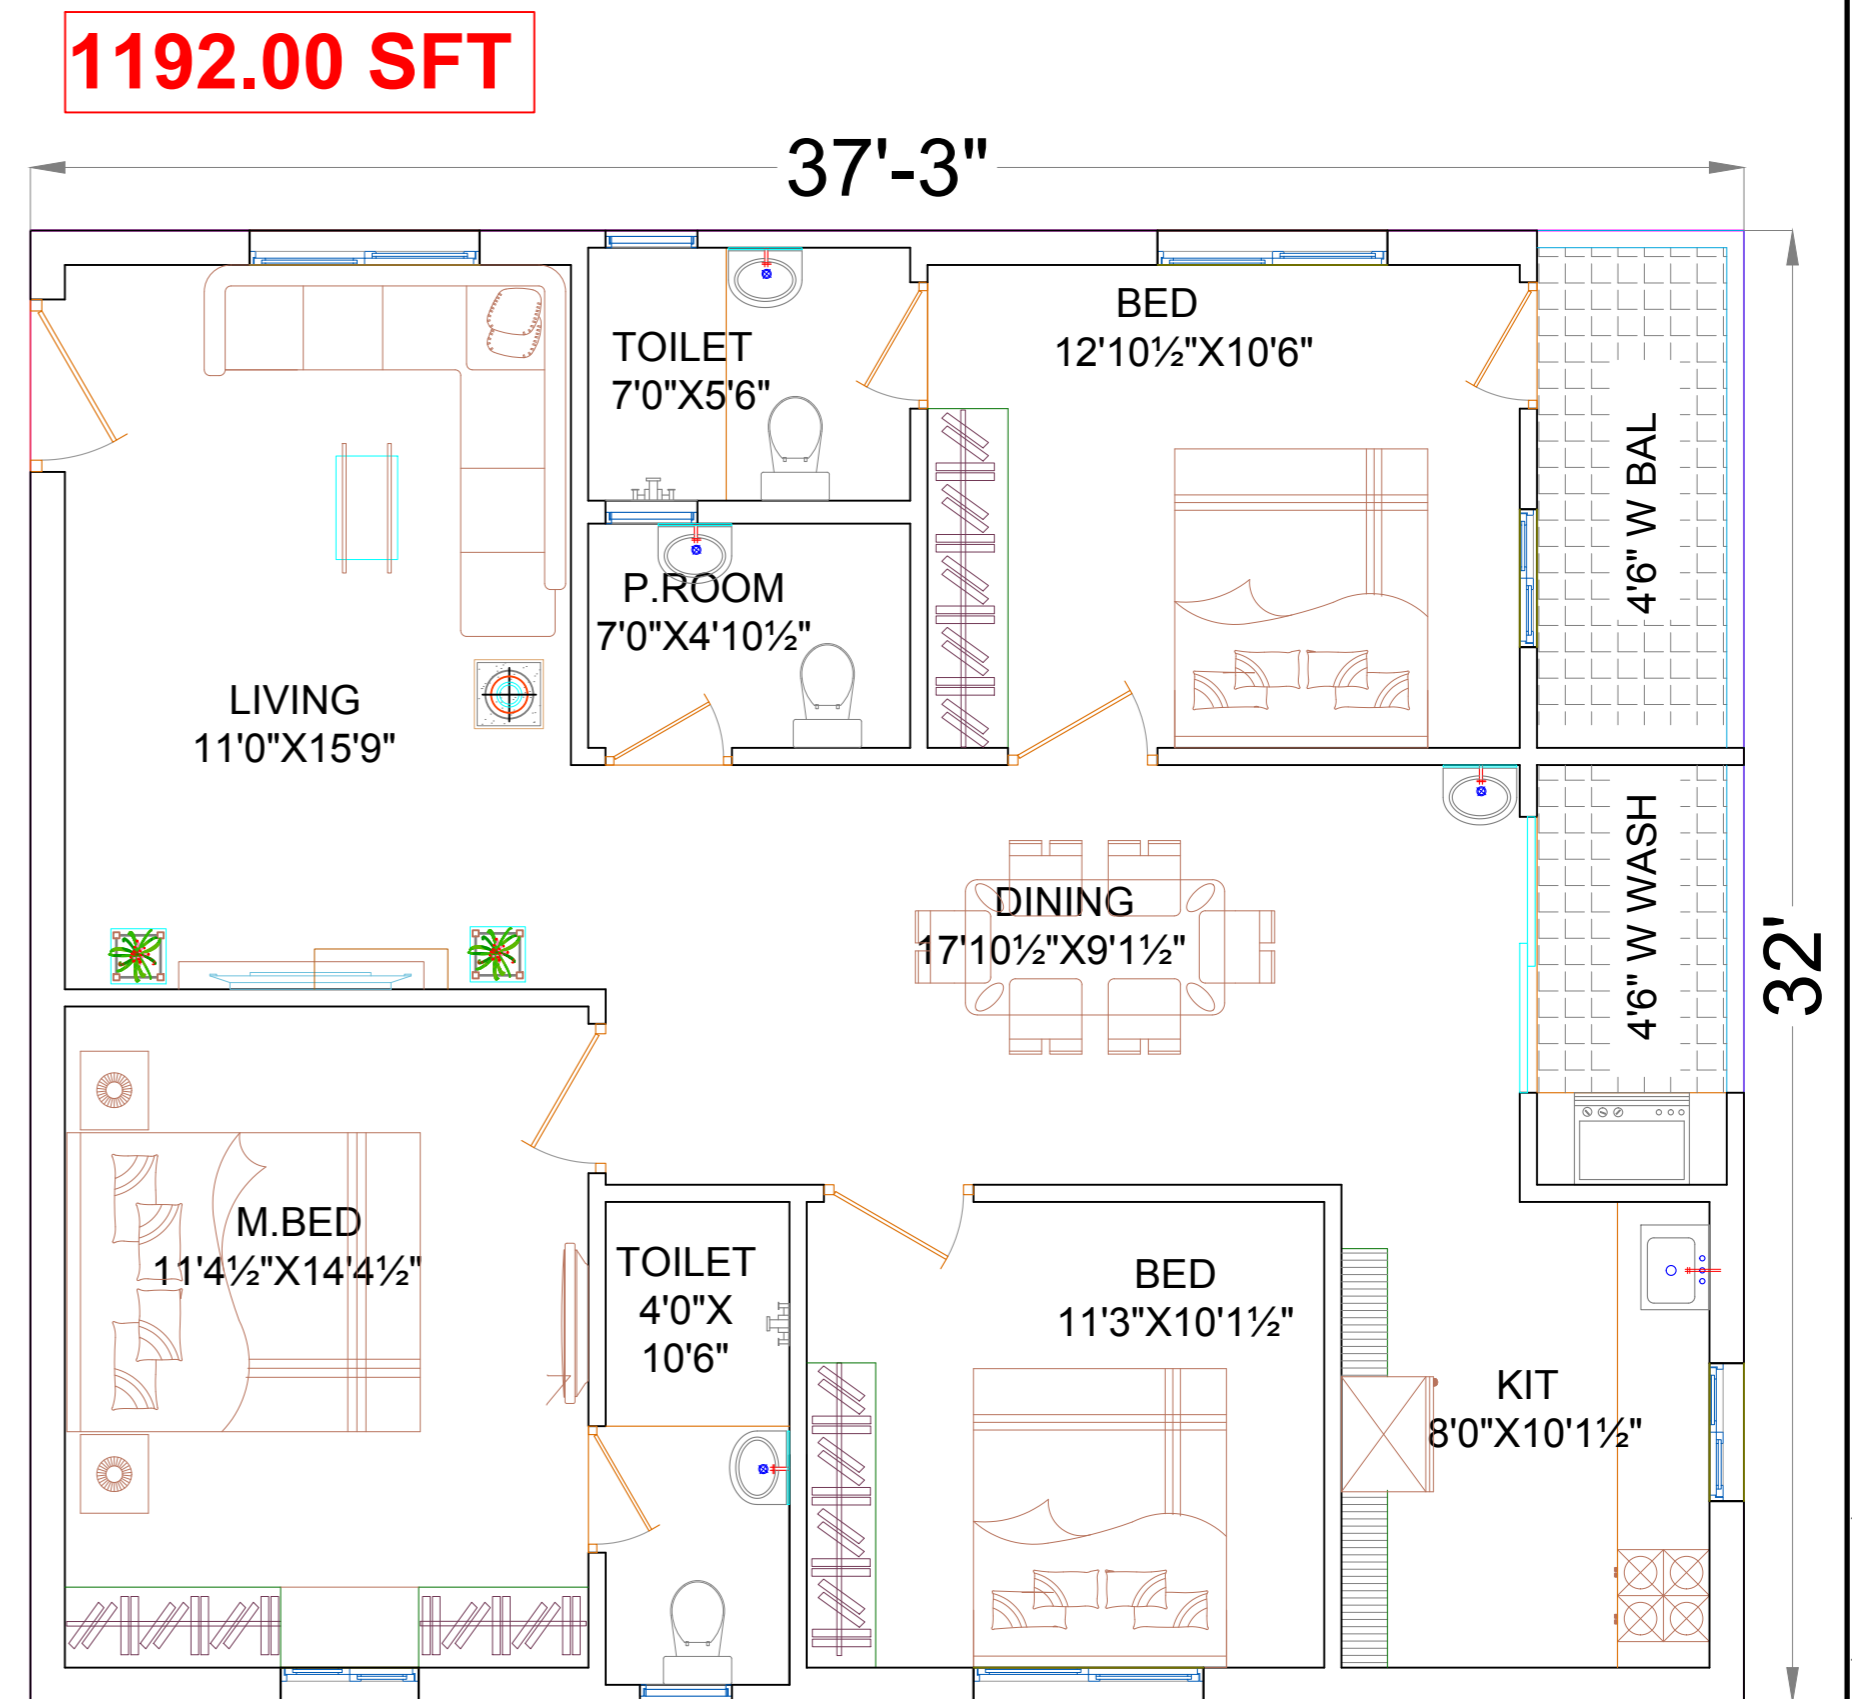 1192.00 SFT
37'-3"
BED
12'10½"X10'6"
TOILET
7'0"X5'6"
4'6" W BAL
P.ROOM
7'0"X4'10½"
LIVING
11'0"X15'9"
4'6" W WASH
DINING
17'10½"X9'1½"
32'
M.BED
11'4½"X14'4½"
TOILET
4'0"X
10'6"
BED
11'3"X10'1½"
KIT
8'0"X10'1½"